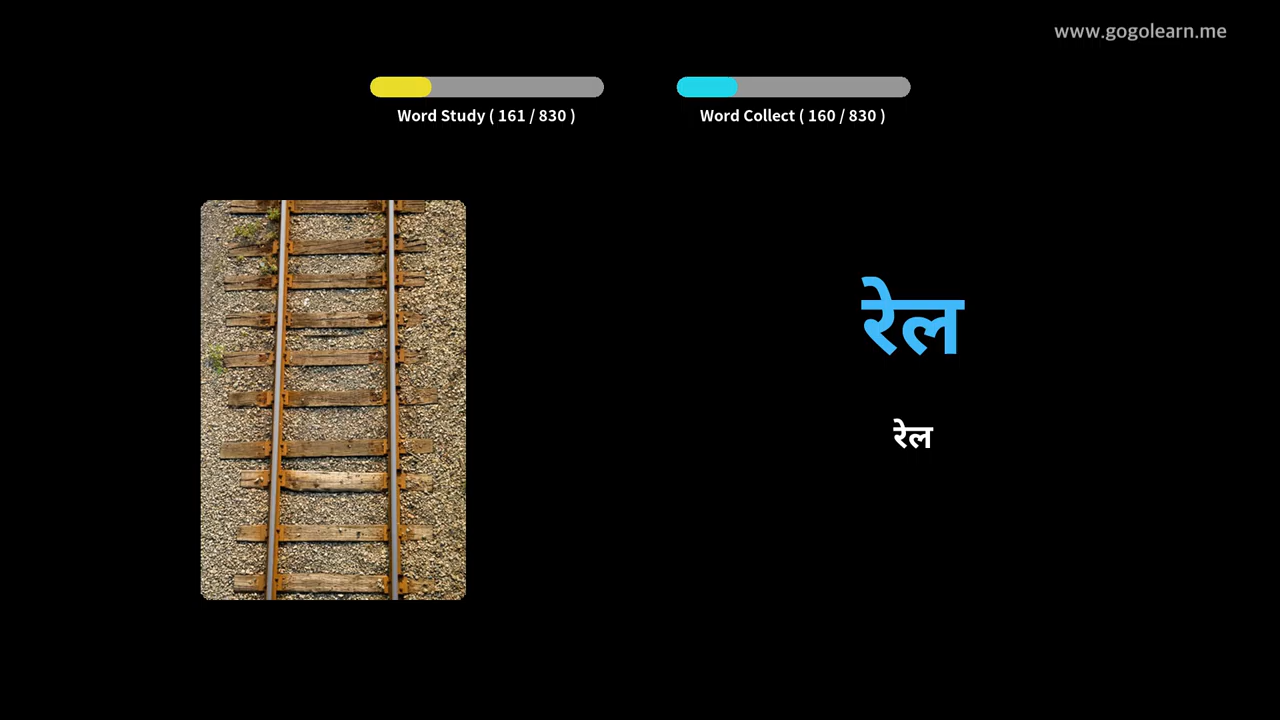 www.gogolearn.me
Word Study ( 161 / 830 )
Word Collect ( 160 / 830 )
रेल
रेल